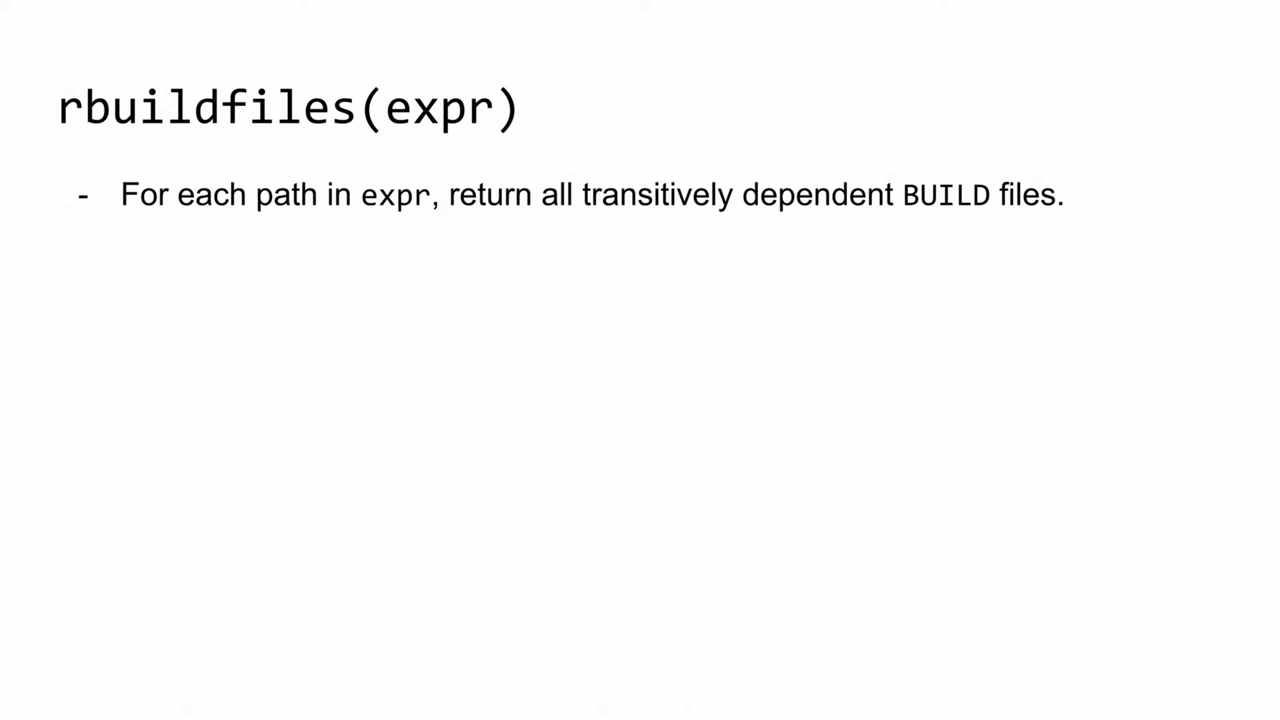 rbuildfiles(expr)
- For each path in expr, return all transitively dependent BUILD files.